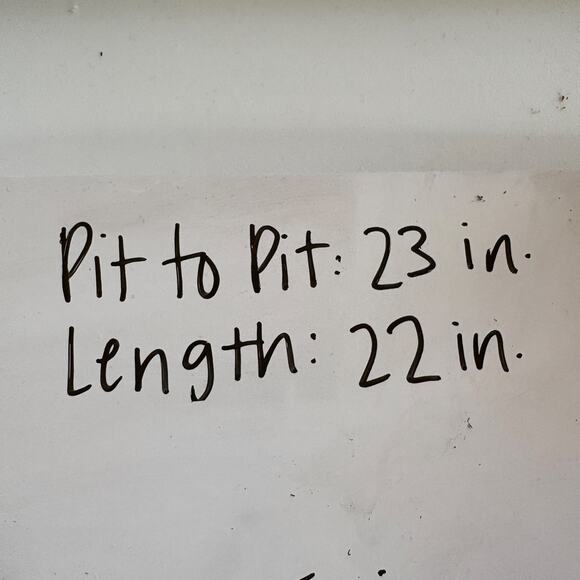 Pit to Pit: 23 in.
Length: 22 in.